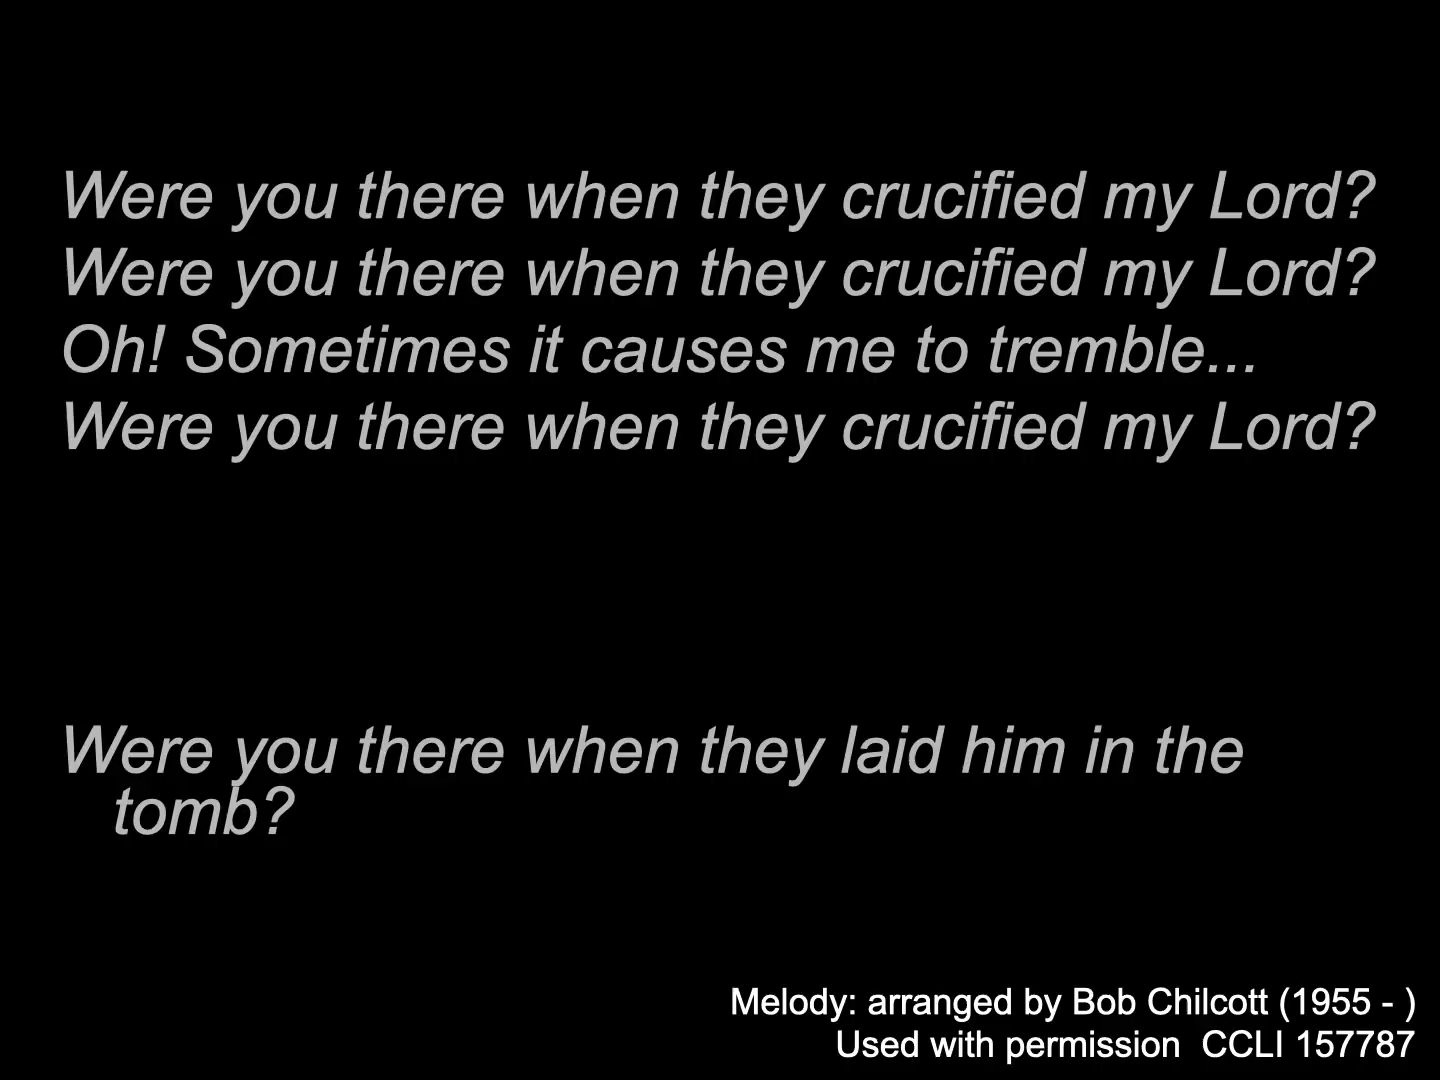 Were you there when they crucified my Lord?
Were you there when they crucified my Lord?
Oh! Sometimes it causes me to tremble...
Were you there when they crucified my Lord?
Were you there when they laid him in the
tomb?
Melody: arranged by Bob Chilcott (1955 - )
Used with permission  CCLI 157787